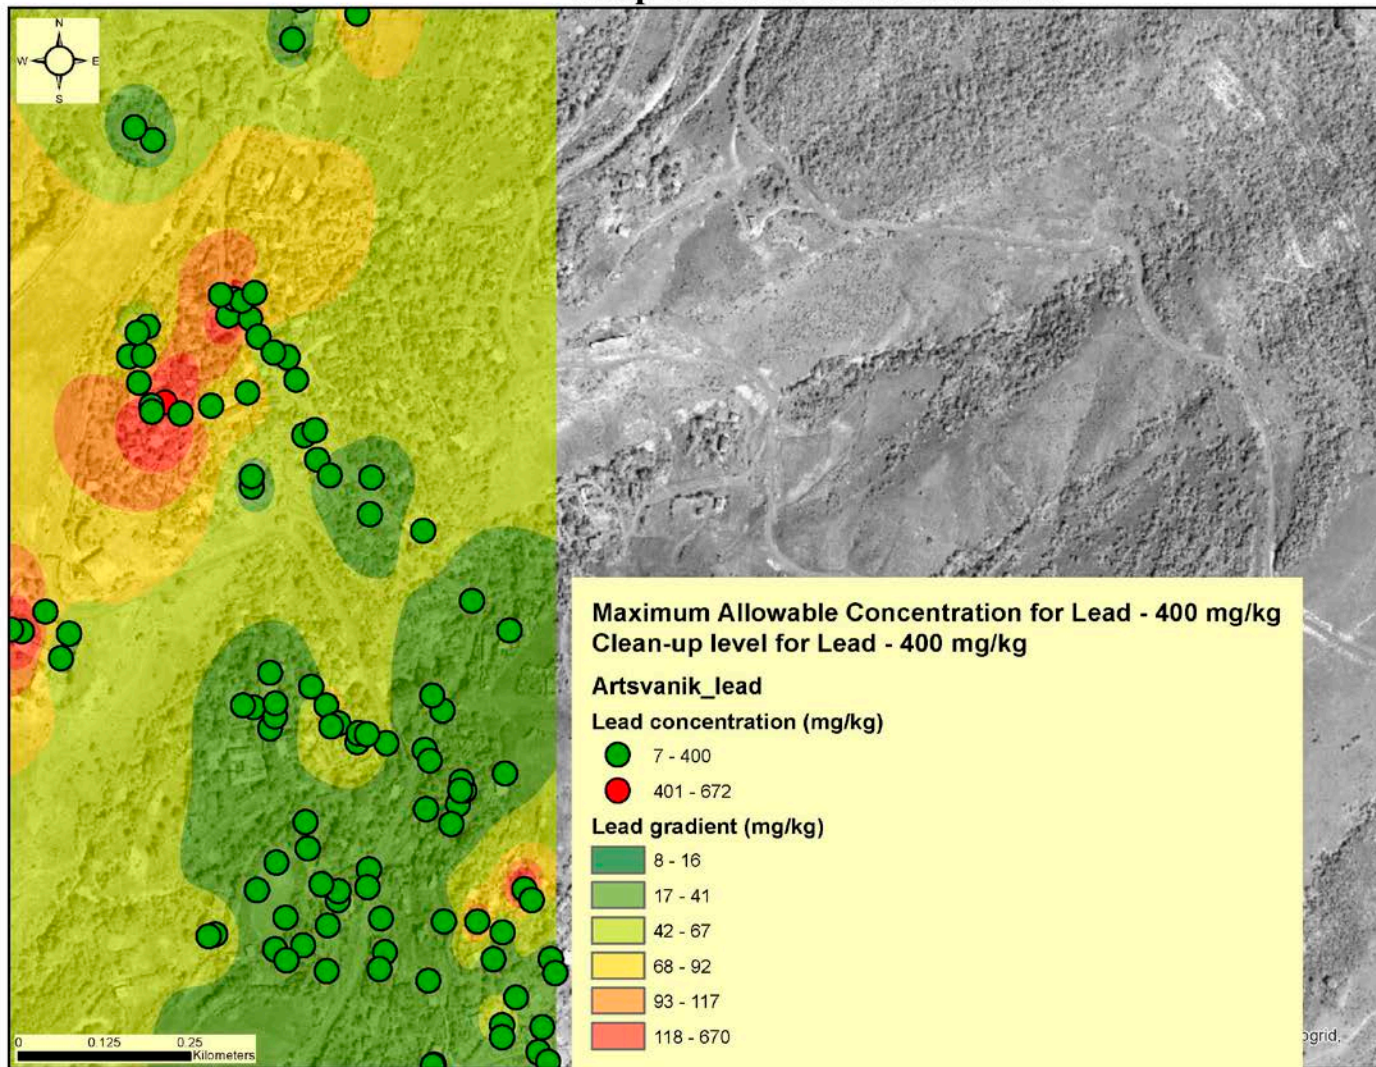 N
W E
S
Maximum Allowable Concentration for Lead - 400 mg/kg
Clean-up level for Lead - 400 mg/kg
Artsvanik_lead
Lead concentration (mg/kg)
7 - 400
401 - 672
Lead gradient (mg/kg)
8 - 16
17 - 41
42 - 67
68 - 92
93 - 117
118 - 670
0 0.125 0.25
Kilometers
ogrid,